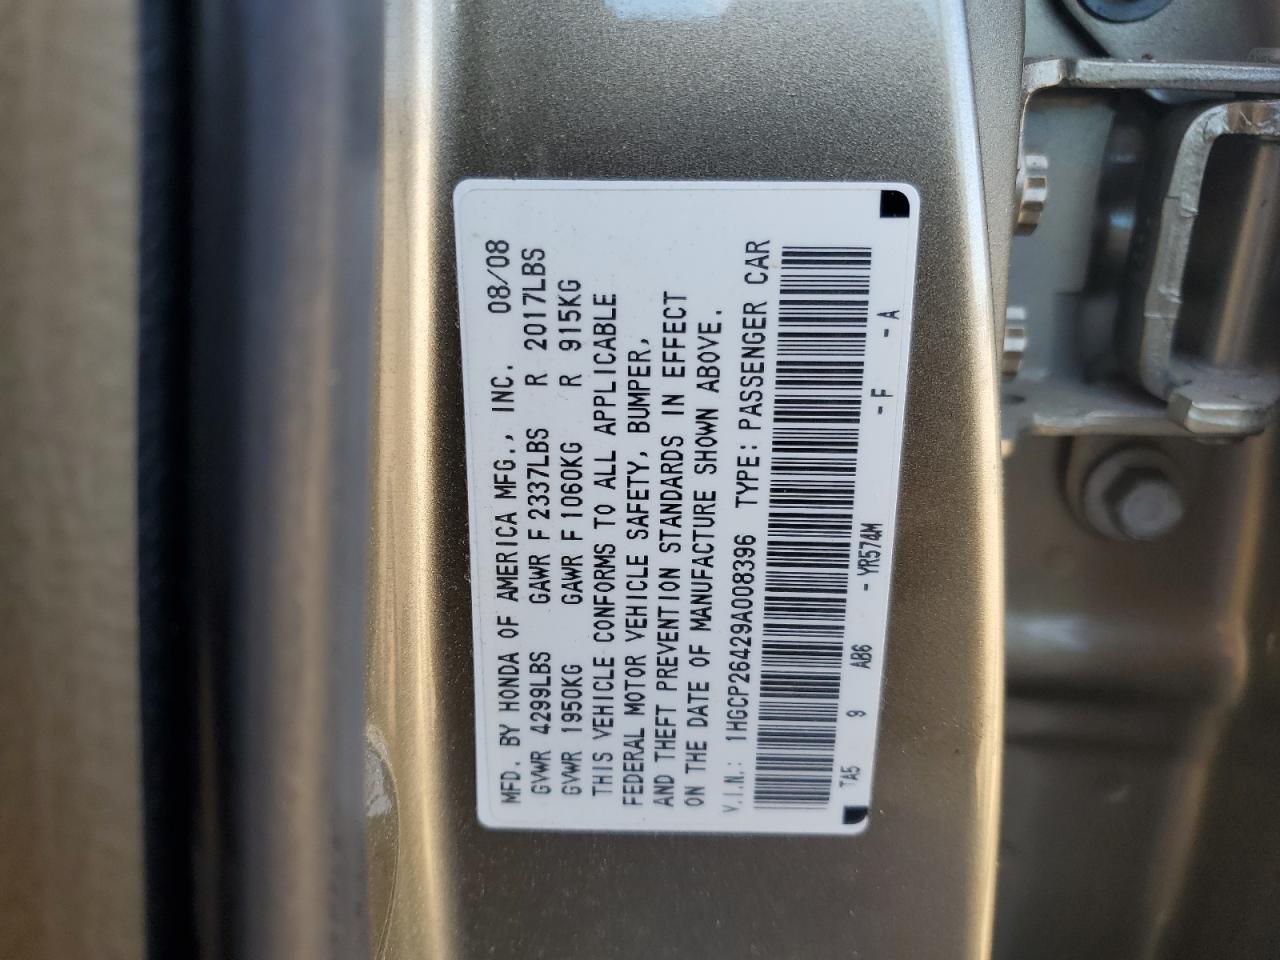 MFD. BY HONDA OF AMERICA MFG., INC. 08/08
GVWR 4299LBS GAWR F 2337LBS R 2017LBS
GVWR 1950KG GAWR F 1060KG R 915KG
THIS VEHICLE CONFORMS TO ALL APPLICABLE
FEDERAL MOTOR VEHICLE SAFETY, BUMPER,
AND THEFT PREVENTION STANDARDS IN EFFECT
ON THE DATE OF MANUFACTURE SHOWN ABOVE.
V.I.N.: 1HGCP26429A008396 TYPE: PASSENGER CAR
TA5 9 AB6 - YR574M - F - A